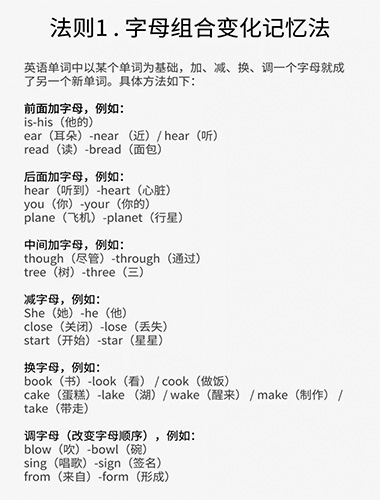 法则1.字母组合变化记忆法
英语单词中以某个单词为基础，加、减、换、调一个字母就成
了另一个新单词。具体方法如下：
前面加字母，例如：
is-his（他的）
ear（耳朵）-near （近）/ hear（听）
read（读）-bread（面包）
后面加字母，例如：
hear（听到）-heart（心脏）
you（你）-your（你的）
plane（飞机）-planet（行星）
中间加字母，例如：
though（尽管）-through（通过）
tree（树）-three（三）
减字母，例如：
She（她）-he（他）
close（关闭）-lose（丢失）
start（开始）-star（星星）
换字母，例如：
book（书）-look（看） / cook（做饭）
cake（蛋糕）-lake （湖）/ wake（醒来） / make（制作） /
take（带走）
调字母（改变字母顺序），例如：
blow（吹）-bowl（碗）
sing（唱歌）-sign（签名）
from（来自）-form（形成）